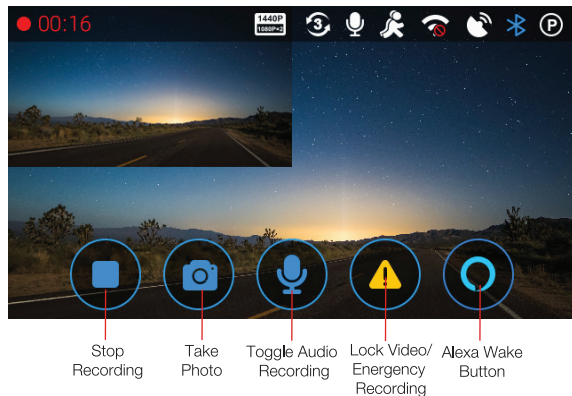 00:16
1440P
1080P×2
3
P
Stop
Recording
Take
Photo
Toggle Audio
Recording
Lock Video/
Emergency
Recording
Alexa Wake
Button